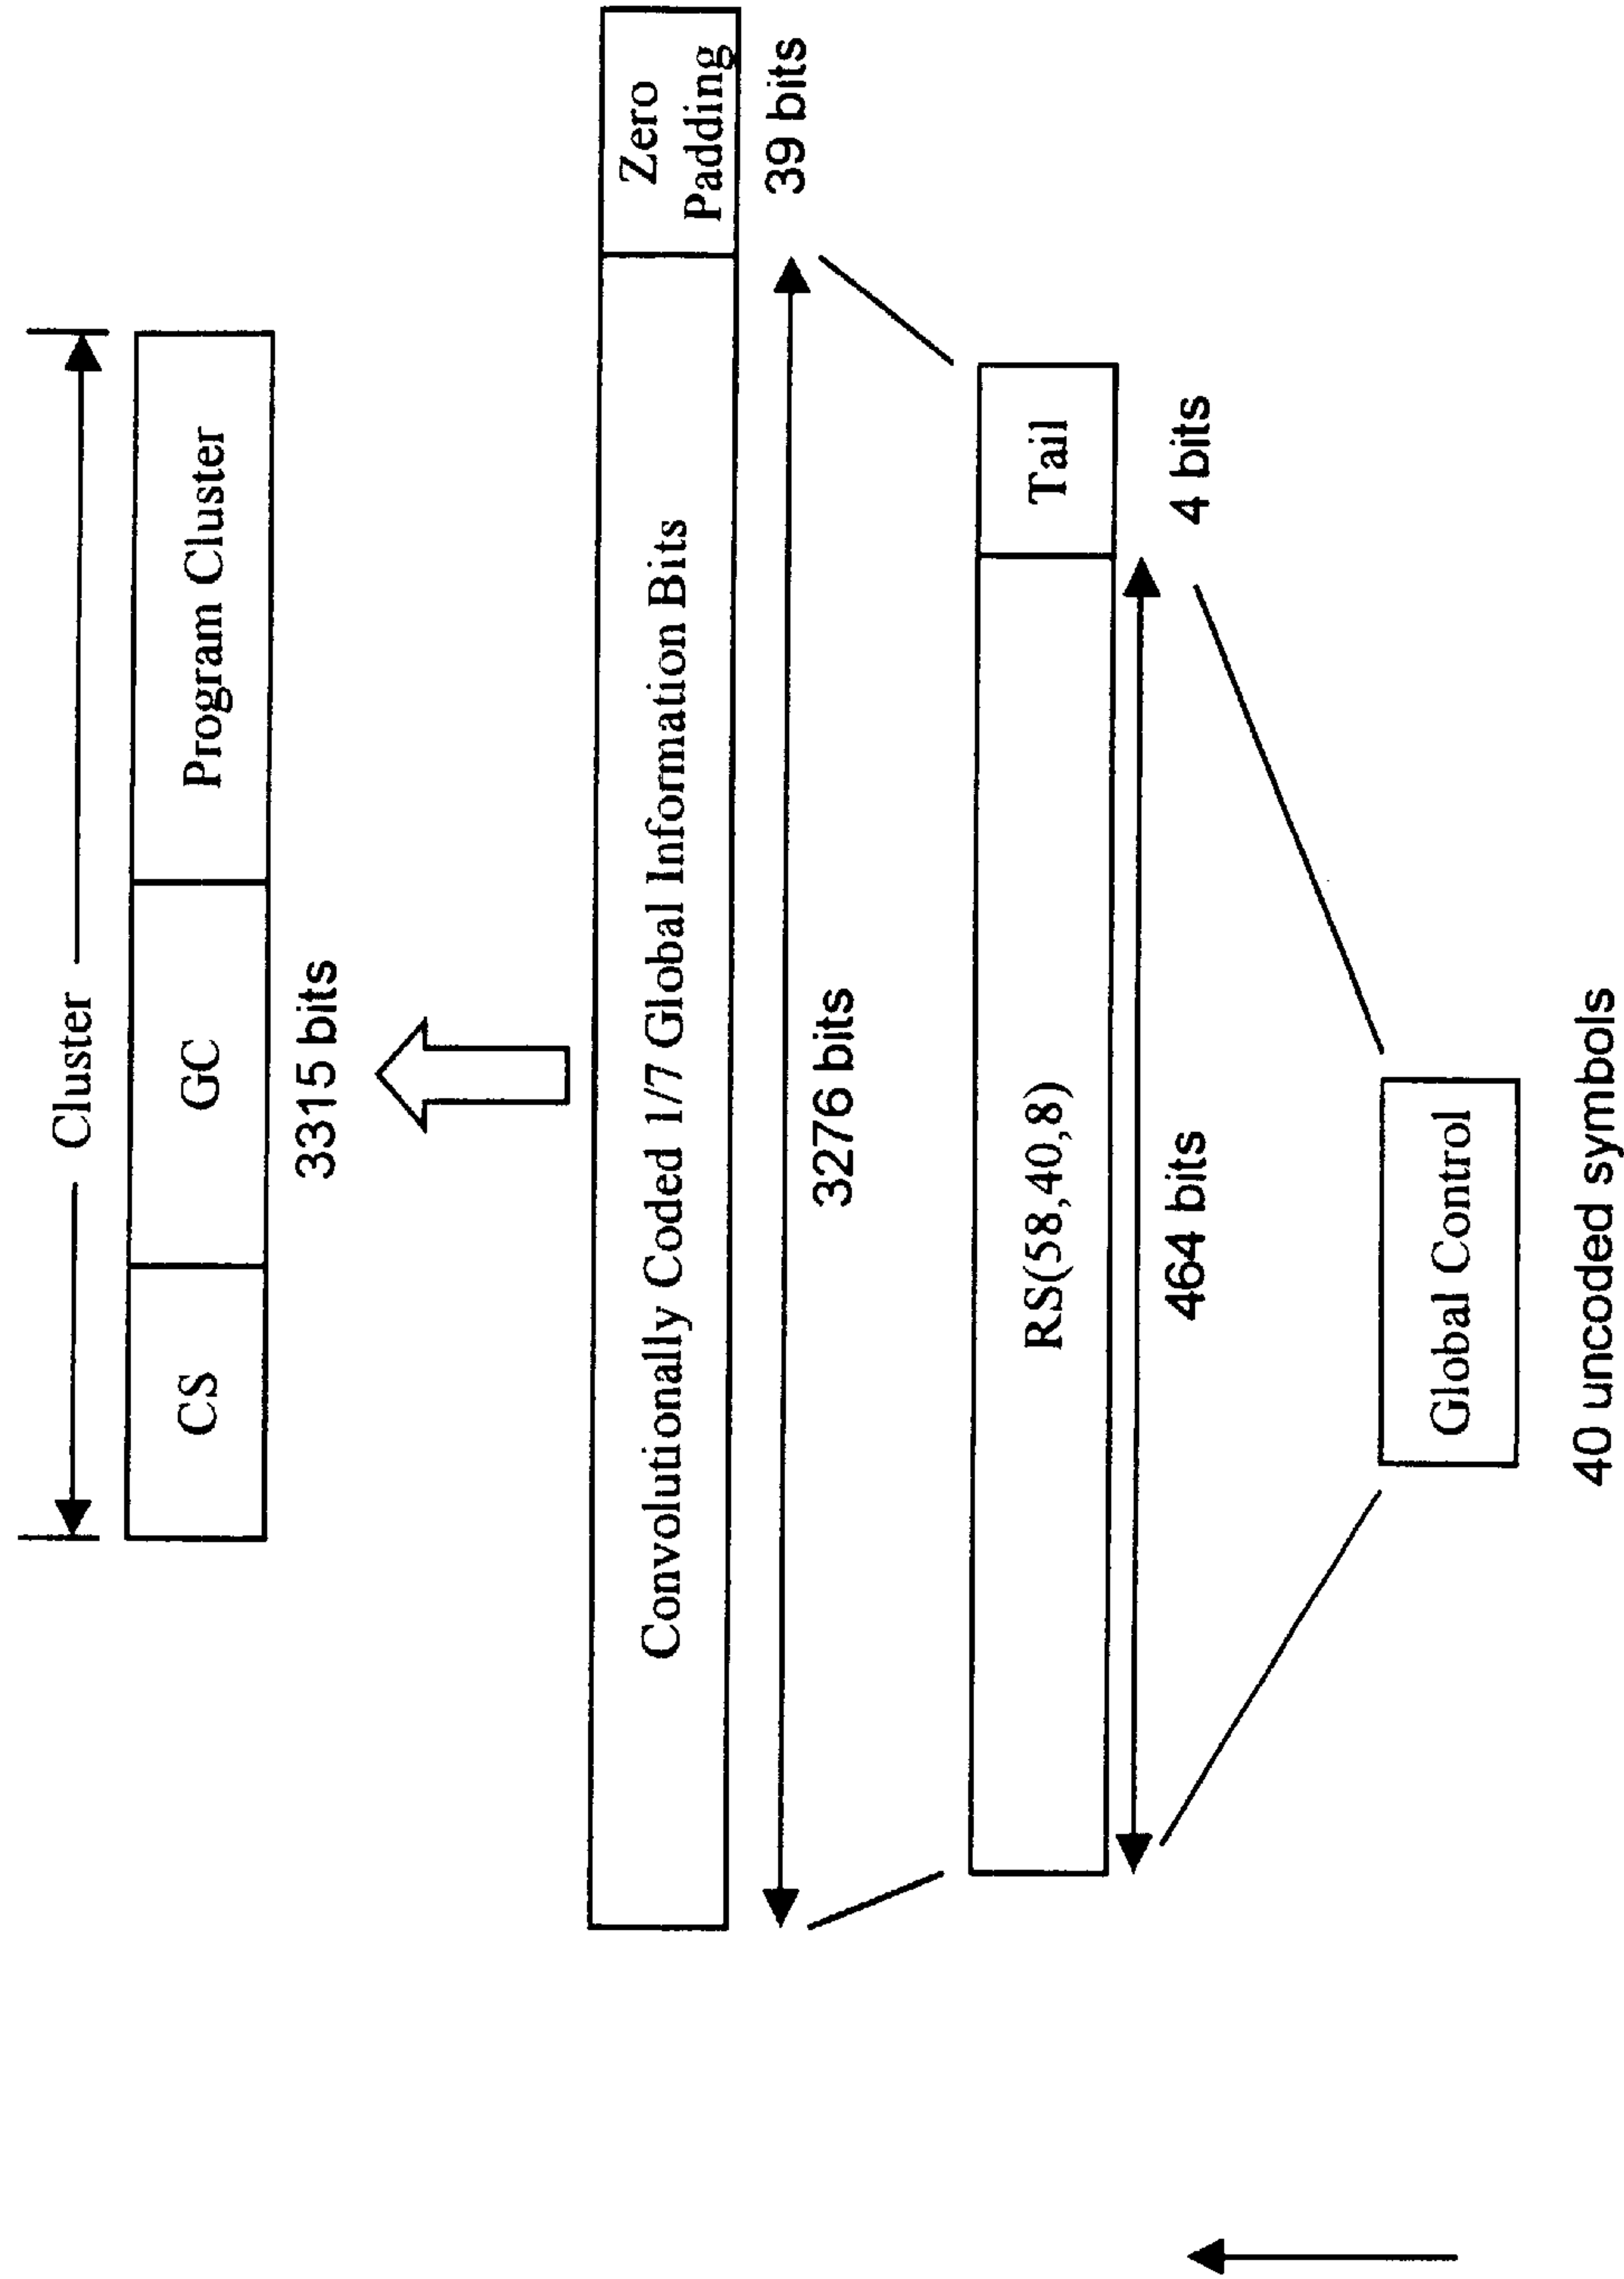 Cluster
CS
GC
Program Cluster
3315 bits
Convolutionally Coded 1/7 Global Information Bits
Zero
Padding
3276 bits
39 bits
RS(58,40,8)
Tail
464 bits
4 bits
Global Control
40 uncoded symbols